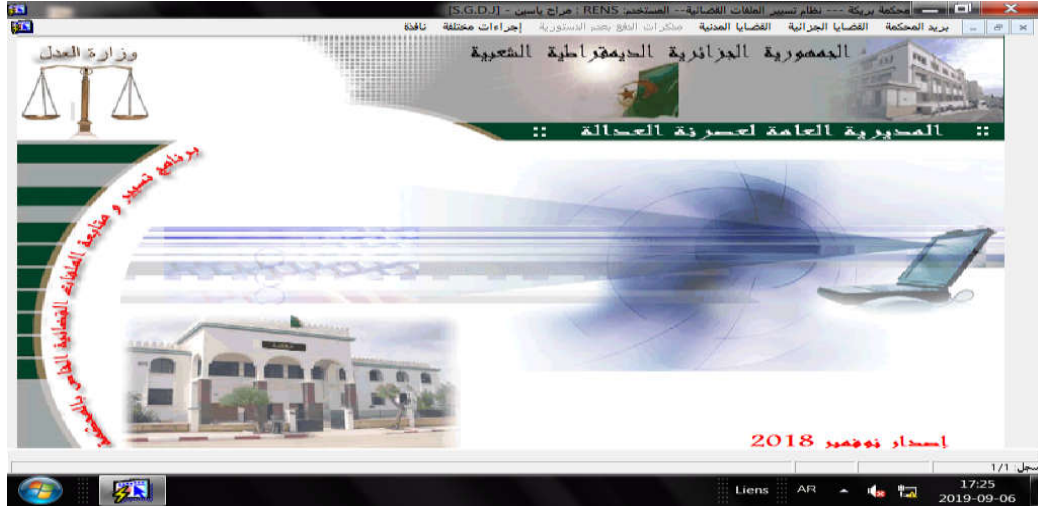 محكمة بريكة --- نظام تسيير الملفات القضائية-- المستخدم: RENS : مراح ياسين - [S.G.D.J]
بريد المحكمة القضايا الجزائية القضايا المدنية مذكرات الدفع بعدم الدستورية إجراءات مختلفة نافذة
الجمهورية الجزائرية الديمقراطية الشعبية
وزارة العدل
:: المديرية العامة لعصرنة العدالة ::
برنامج تسيير و متابعة الملفات القضائية الخاص بالمحكمة
إصدار نوفمبر 2018
سجل: 1/1
Liens AR 17:25
2019-09-06